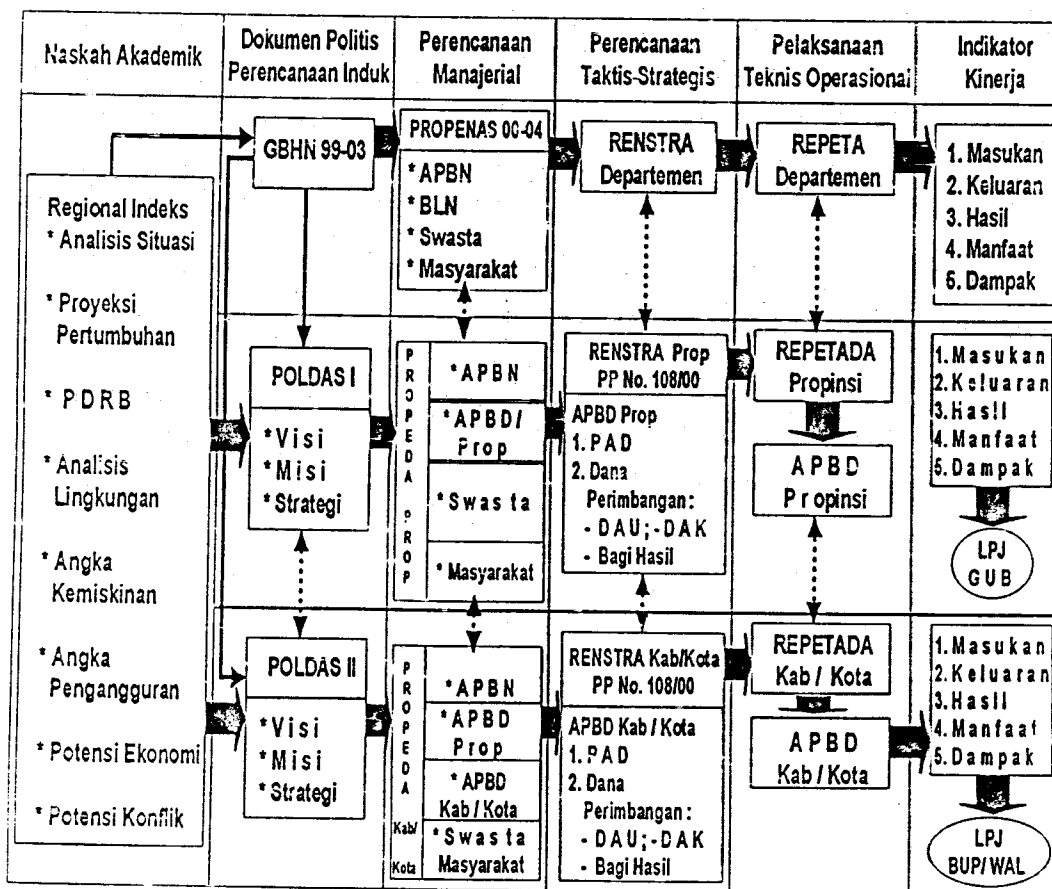 Naskah Akademik
Dokumen Politis
Perencanaan Induk
Perencanaan
Manajerial
Perencanaan
Taktis-Strategis
Pelaksanaan
Teknis Operasional
Indikator
Kinerja
Regional Indeks
* Analisis Situasi
* Proyeksi
Pertumbuhan
* PDRB
* Analisis
Lingkungan
* Angka
Kemiskinan
* Angka
Pengangguran
* Potensi Ekonomi
* Potensi Konflik
GBHN 99-03
PROPENAS 00-04
* APBN
* BLN
* Swasta
* Masyarakat
RENSTRA
Departemen
REPETA
Departemen
1. Masukan
2. Keluaran
3. Hasil
4. Manfaat
5. Dampak
POLDAS I
* Visi
* Misi
* Strategi
PROPEDA PROP
* APBN
* APBD/
Prop
* Swasta
* Masyarakat
RENSTRA Prop
PP No. 108/00
APBD Prop
1. PAD
2. Dana
Perimbangan :
- DAU;-DAK
- Bagi Hasil
REPETADA
Propinsi
APBD
Propinsi
1. Masukan
2. Keluaran
3. Hasil
4. Manfaat
5. Dampak
LPJ
GUB
POLDAS II
* Visi
* Misi
* Strategi
PROPEDA
Kab/
Kota
* APBN
* APBD
Prop
* APBD
Kab / Kota
* Swasta
Masyarakat
RENSTRA Kab/Kota
PP No. 108/00
APBD Kab / Kota
1. PAD
2. Dana
Perimbangan :
- DAU;-DAK
- Bagi Hasil
REPETADA
Kab / Kota
APBD
Kab / Kota
1. Masukan
2. Keluaran
3. Hasil
4. Manfaat
5. Dampak
LPJ
BUP/ WAL